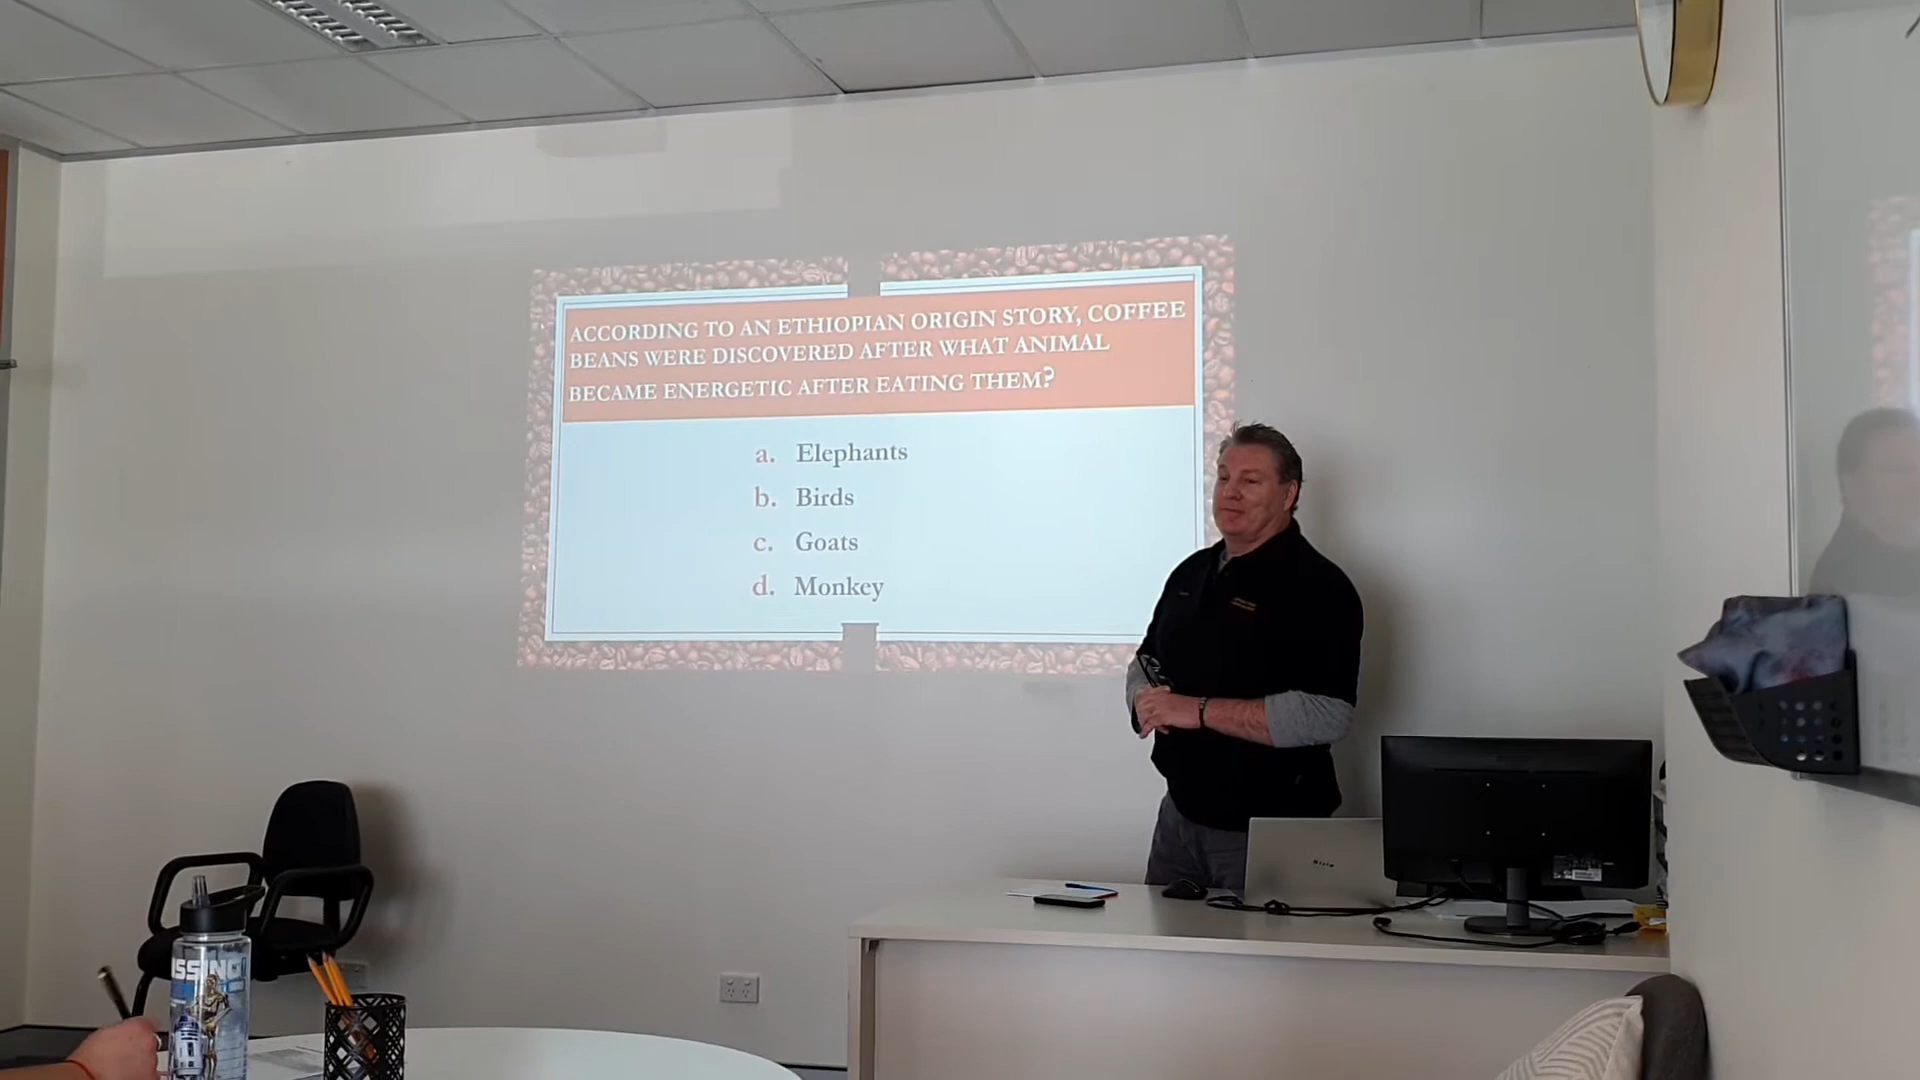 ACCORDING TO AN ETHIOPIAN ORIGIN STORY, COFFEE
BEANS WERE DISCOVERED AFTER WHAT ANIMAL
BECAME ENERGETIC AFTER EATING THEM?
a. Elephants
b. Birds
c. Goats
d. Monkey